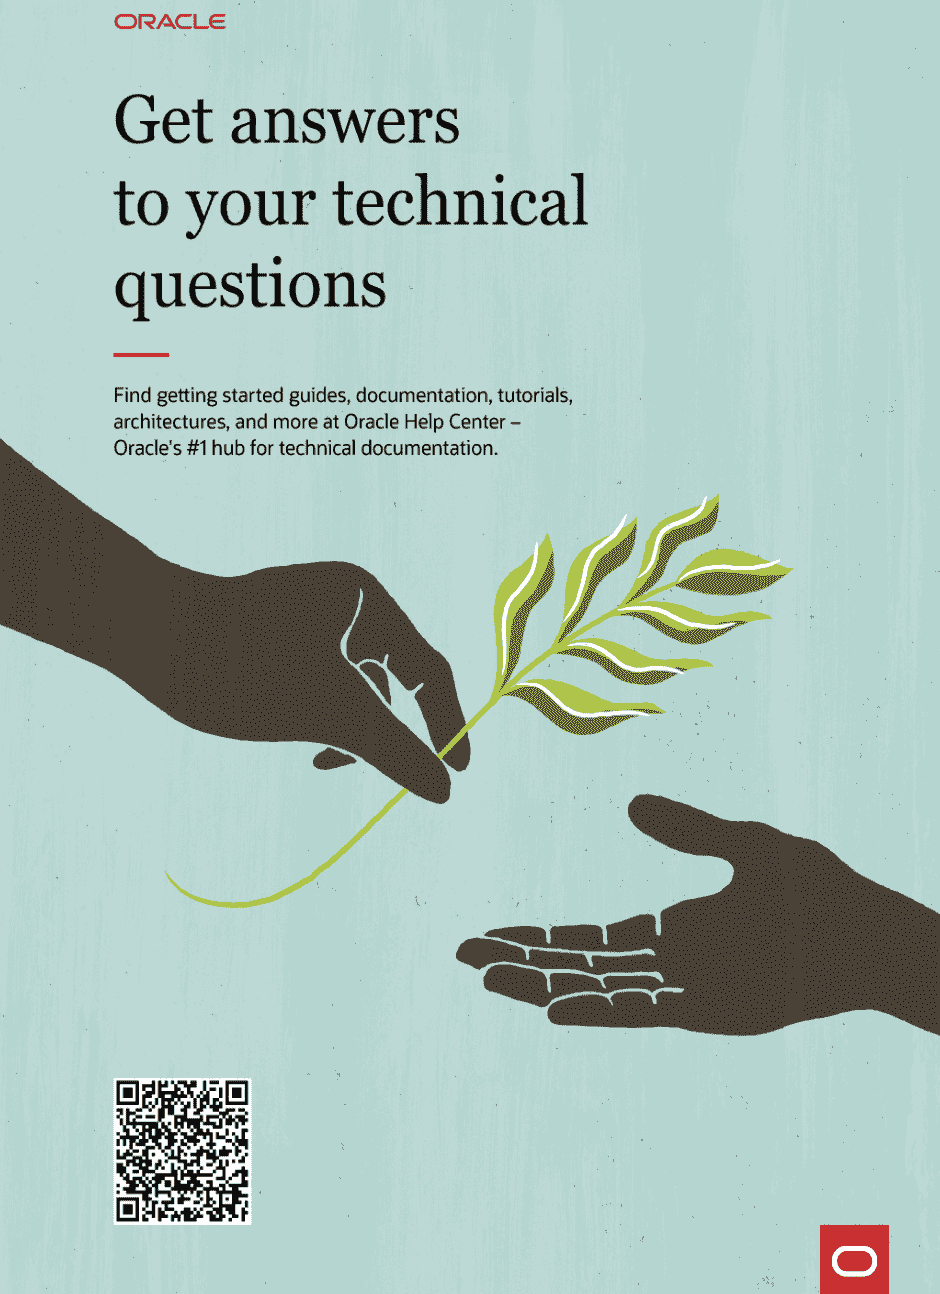 ORACLE
Get answers
to your technical
questions
Find getting started guides, documentation, tutorials,
architectures, and more at Oracle Help Center –
Oracle's #1 hub for technical documentation.